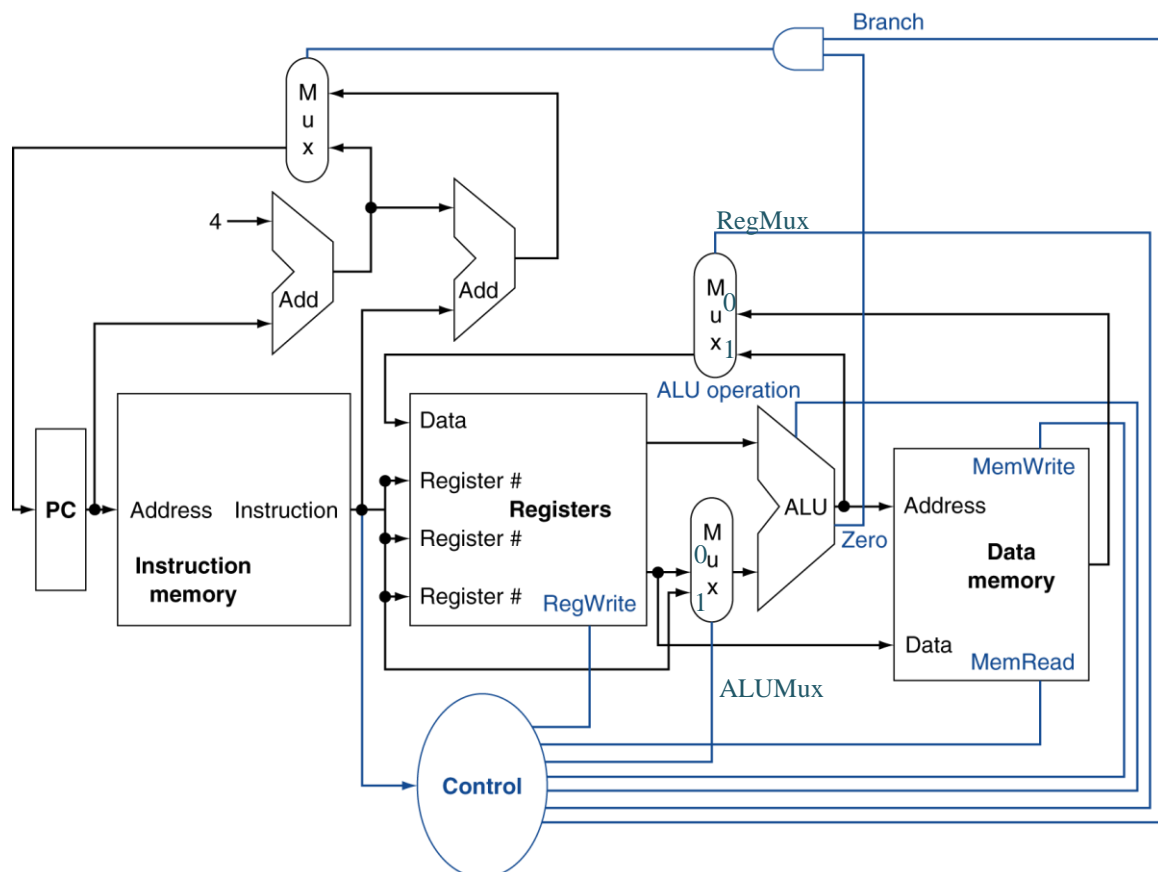 Branch
M
u
x
4
Add
Add
RegMux
M
u
x
0
1
ALU operation
Data
Register #
Registers
Register #
Register #
RegWrite
PC
Address
Instruction
Instruction
memory
M
u
x
0
1
ALUMux
ALU
Zero
MemWrite
Address
Data
memory
Data
MemRead
Control